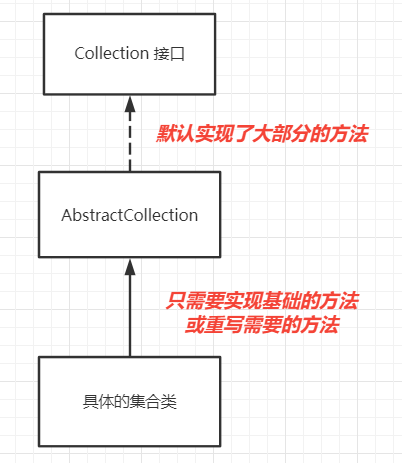 Collection 接口
默认实现了大部分的方法
AbstractCollection
只需要实现基础的方法
或重写需要的方法
具体的集合类